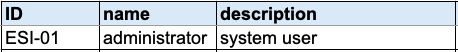 ID name description
ESI-01 administrator system user